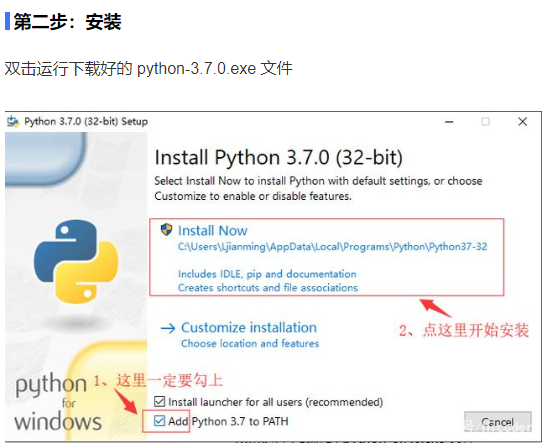 第二步：安装
双击运行下载好的 python-3.7.0.exe 文件
Python 3.7.0 (32-bit) Setup
Install Python 3.7.0 (32-bit)
Select Install Now to install Python with default settings, or choose
Customize to enable or disable features.
Install Now
C:\Users\Ljianming\AppData\Local\Programs\Python\Python37-32
Includes IDLE, pip and documentation
Creates shortcuts and file associations
2、点这里开始安装
Customize installation
Choose location and features
1、这里一定要勾上
Install launcher for all users (recommended)
Add Python 3.7 to PATH
Cancel
python
for
windows